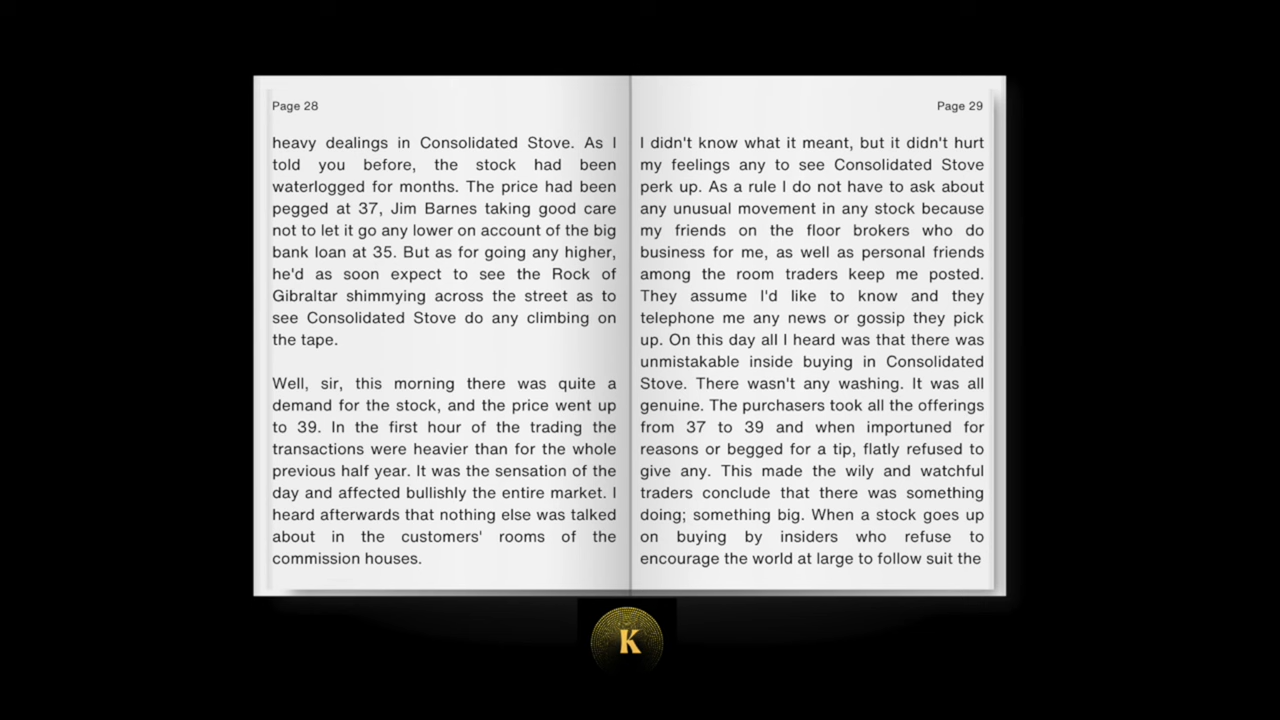 Page 28
heavy dealings in Consolidated Stove. As I
told you before, the stock had been
waterlogged for months. The price had been
pegged at 37, Jim Barnes taking good care
not to let it go any lower on account of the big
bank loan at 35. But as for going any higher,
he'd as soon expect to see the Rock of
Gibraltar shimmying across the street as to
see Consolidated Stove do any climbing on
the tape.
Well, sir, this morning there was quite a
demand for the stock, and the price went up
to 39. In the first hour of the trading the
transactions were heavier than for the whole
previous half year. It was the sensation of the
day and affected bullishly the entire market. I
heard afterwards that nothing else was talked
about in the customers' rooms of the
commission houses.
Page 29
I didn't know what it meant, but it didn't hurt
my feelings any to see Consolidated Stove
perk up. As a rule I do not have to ask about
any unusual movement in any stock because
my friends on the floor brokers who do
business for me, as well as personal friends
among the room traders keep me posted.
They assume I'd like to know and they
telephone me any news or gossip they pick
up. On this day all I heard was that there was
unmistakable inside buying in Consolidated
Stove. There wasn't any washing. It was all
genuine. The purchasers took all the offerings
from 37 to 39 and when importuned for
reasons or begged for a tip, flatly refused to
give any. This made the wily and watchful
traders conclude that there was something
doing; something big. When a stock goes up
on buying by insiders who refuse to
encourage the world at large to follow suit the
K